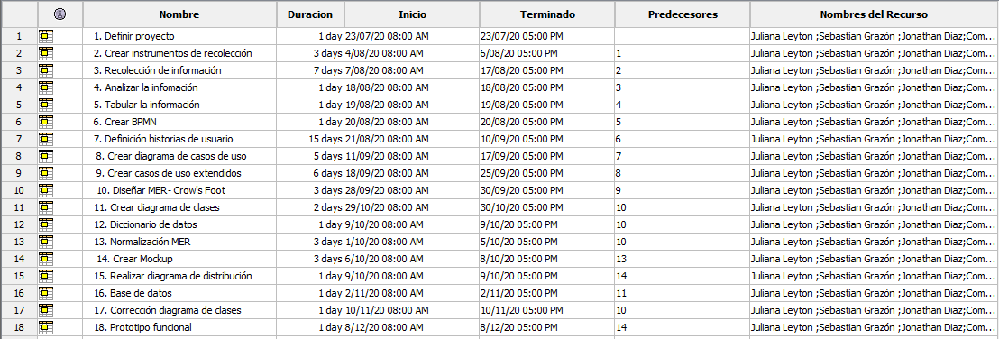 Nombre Duracion Inicio Terminado Predecesores Nombres del Recurso
1 1. Definir proyecto 1 day 23/07/20 08:00 AM 23/07/20 05:00 PM Juliana Leyton ;Sebastian Grazón ;Jonathan Diaz;Com...
2 2. Crear instrumentos de recolección 3 days 4/08/20 08:00 AM 6/08/20 05:00 PM 1 Juliana Leyton ;Sebastian Grazón ;Jonathan Diaz;Com...
3 3. Recolección de información 7 days 7/08/20 08:00 AM 17/08/20 05:00 PM 2 Juliana Leyton ;Sebastian Grazón ;Jonathan Diaz;Com...
4 4. Analizar la infomación 1 day 18/08/20 08:00 AM 18/08/20 05:00 PM 3 Juliana Leyton ;Sebastian Grazón ;Jonathan Diaz;Com...
5 5. Tabular la información 1 day 19/08/20 08:00 AM 19/08/20 05:00 PM 4 Juliana Leyton ;Sebastian Grazón ;Jonathan Diaz;Com...
6 6. Crear BPMN 1 day 20/08/20 08:00 AM 20/08/20 05:00 PM 5 Juliana Leyton ;Sebastian Grazón ;Jonathan Diaz;Com...
7 7. Definición historias de usuario 15 days 21/08/20 08:00 AM 10/09/20 05:00 PM 6 Juliana Leyton ;Sebastian Grazón ;Jonathan Diaz;Com...
8 8. Crear diagrama de casos de uso 5 days 11/09/20 08:00 AM 17/09/20 05:00 PM 7 Juliana Leyton ;Sebastian Grazón ;Jonathan Diaz;Com...
9 9. Crear casos de uso extendidos 6 days 18/09/20 08:00 AM 25/09/20 05:00 PM 8 Juliana Leyton ;Sebastian Grazón ;Jonathan Diaz;Com...
10 10. Diseñar MER- Crow's Foot 3 days 28/09/20 08:00 AM 30/09/20 05:00 PM 9 Juliana Leyton ;Sebastian Grazón ;Jonathan Diaz;Com...
11 11. Crear diagrama de clases 2 days 29/10/20 08:00 AM 30/10/20 05:00 PM 10 Juliana Leyton ;Sebastian Grazón ;Jonathan Diaz;Com...
12 12. Diccionario de datos 1 day 9/10/20 08:00 AM 9/10/20 05:00 PM 10 Juliana Leyton ;Sebastian Grazón ;Jonathan Diaz;Com...
13 13. Normalización MER 3 days 1/10/20 08:00 AM 5/10/20 05:00 PM 10 Juliana Leyton ;Sebastian Grazón ;Jonathan Diaz;Com...
14 14. Crear Mockup 3 days 6/10/20 08:00 AM 8/10/20 05:00 PM 13 Juliana Leyton ;Sebastian Grazón ;Jonathan Diaz;Com...
15 15. Realizar diagrama de distribución 1 day 9/10/20 08:00 AM 9/10/20 05:00 PM 14 Juliana Leyton ;Sebastian Grazón ;Jonathan Diaz;Com...
16 16. Base de datos 1 day 2/11/20 08:00 AM 2/11/20 05:00 PM 11 Juliana Leyton ;Sebastian Grazón ;Jonathan Diaz;Com...
17 17. Corrección diagrama de clases 1 day 10/11/20 08:00 AM 10/11/20 05:00 PM 10 Juliana Leyton ;Sebastian Grazón ;Jonathan Diaz;Com...
18 18. Prototipo funcional 1 day 8/12/20 08:00 AM 8/12/20 05:00 PM 14 Juliana Leyton ;Sebastian Grazón ;Jonathan Diaz;Com...